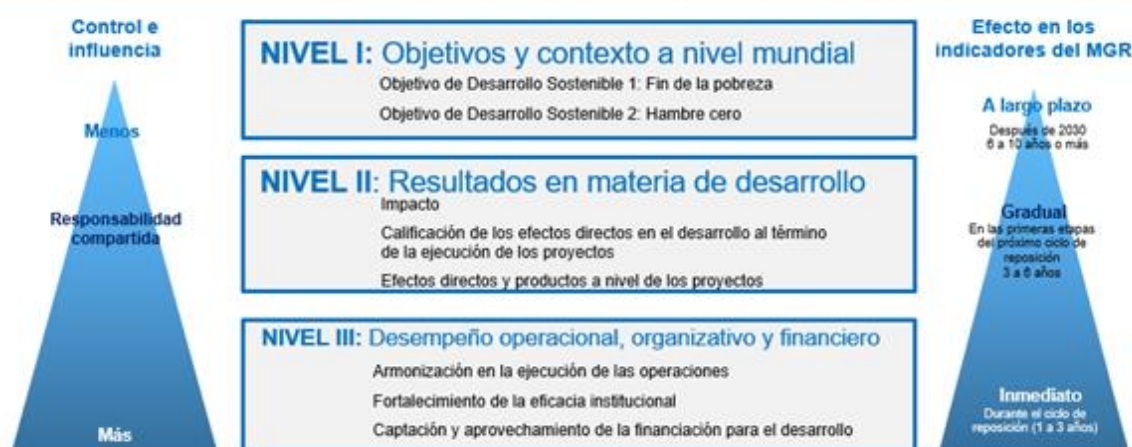 Control e
influencia
Menos
Responsabilidad
compartida
Más
NIVEL I: Objetivos y contexto a nivel mundial
Objetivo de Desarrollo Sostenible 1: Fin de la pobreza
Objetivo de Desarrollo Sostenible 2: Hambre cero
NIVEL II: Resultados en materia de desarrollo
Impacto
Calificación de los efectos directos en el desarrollo al término
de la ejecución de los proyectos
Efectos directos y productos a nivel de los proyectos
NIVEL III: Desempeño operacional, organizativo y financiero
Armonización en la ejecución de las operaciones
Fortalecimiento de la eficacia institucional
Captación y aprovechamiento de la financiación para el desarrollo
Efecto en los
indicadores del MGR
A largo plazo
Después de 2030
6 a 10 años o más
Gradual
En las primeras etapas
del próximo ciclo de
reposición
3 a 6 años
Inmediato
Durante el ciclo de
reposición (1 a 3 años)